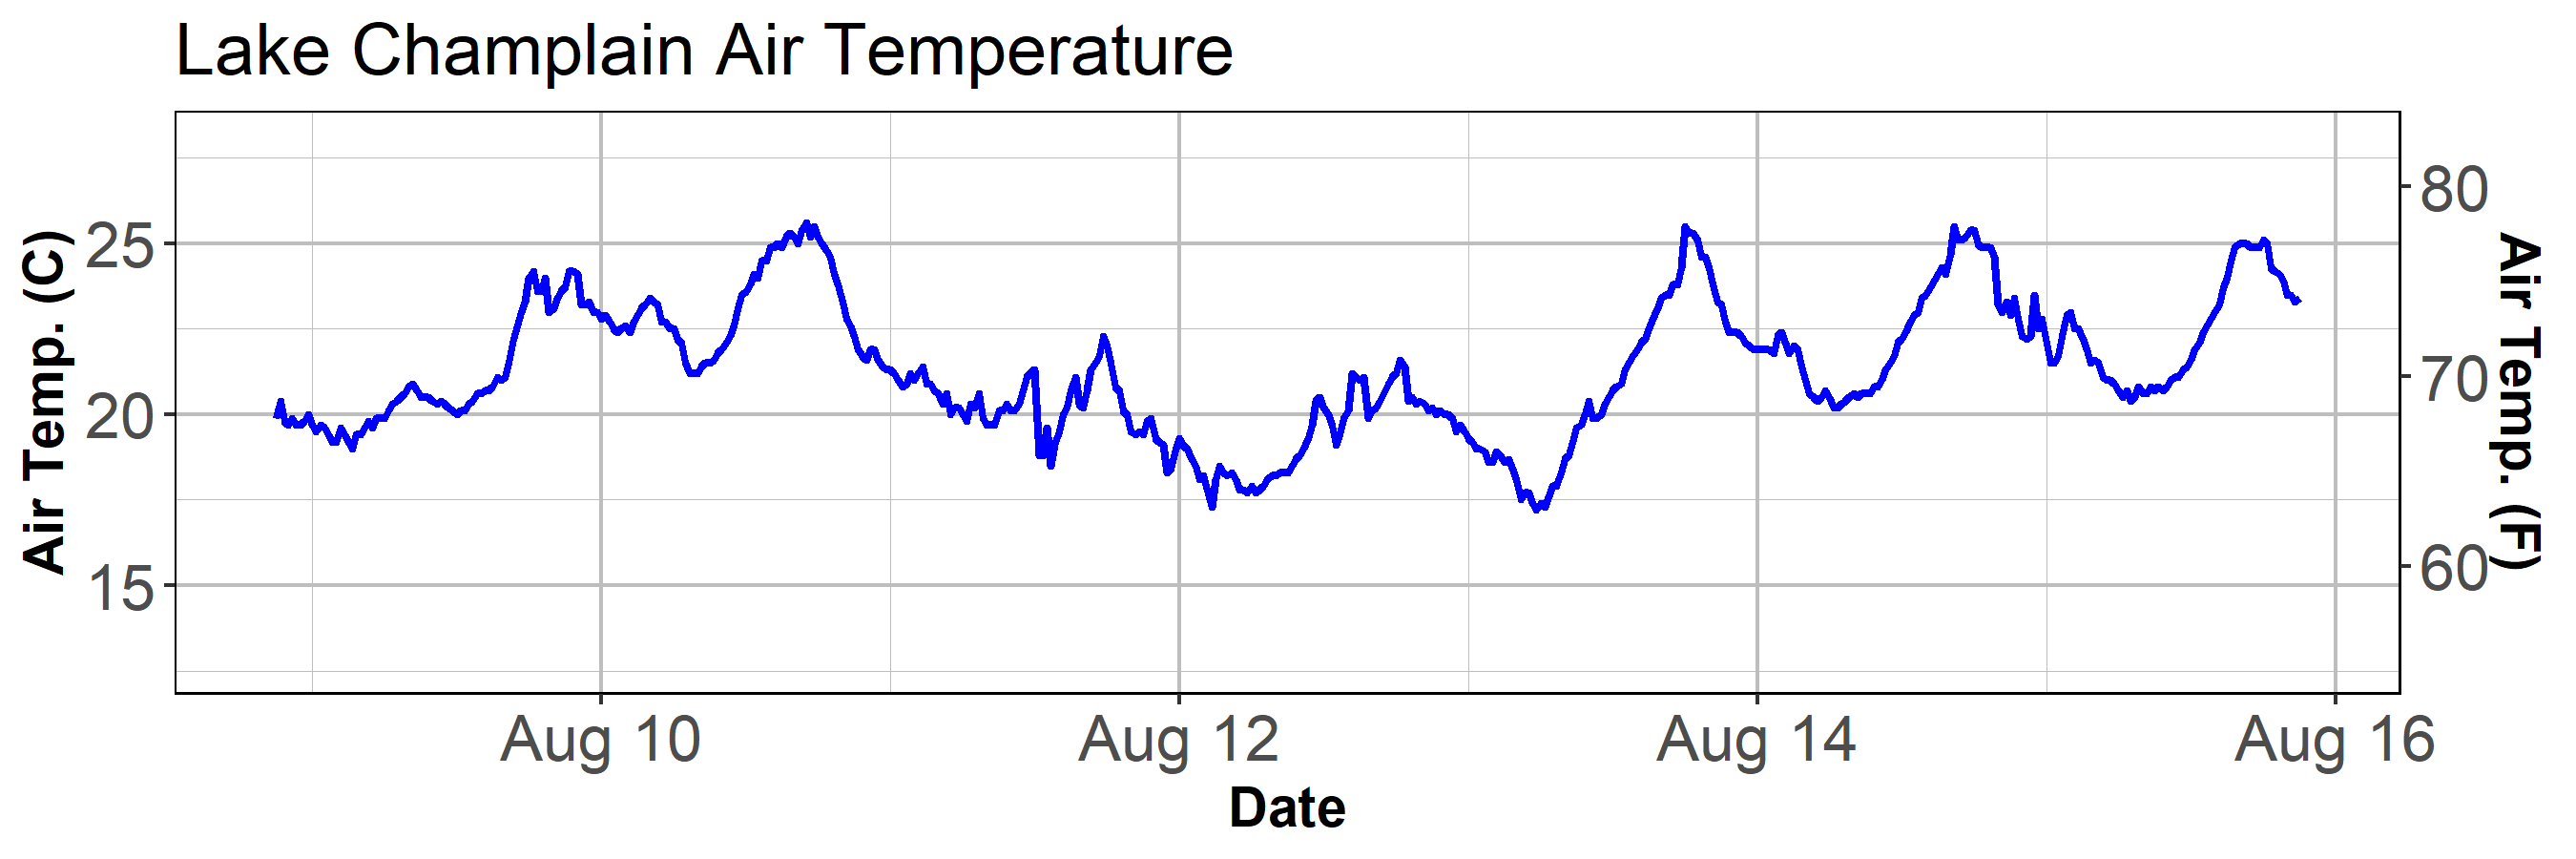 Lake Champlain Air Temperature
Air Temp. (C)
25
20
15
80
70
60
Air Temp. (F)
Aug 10
Aug 12
Aug 14
Aug 16
Date